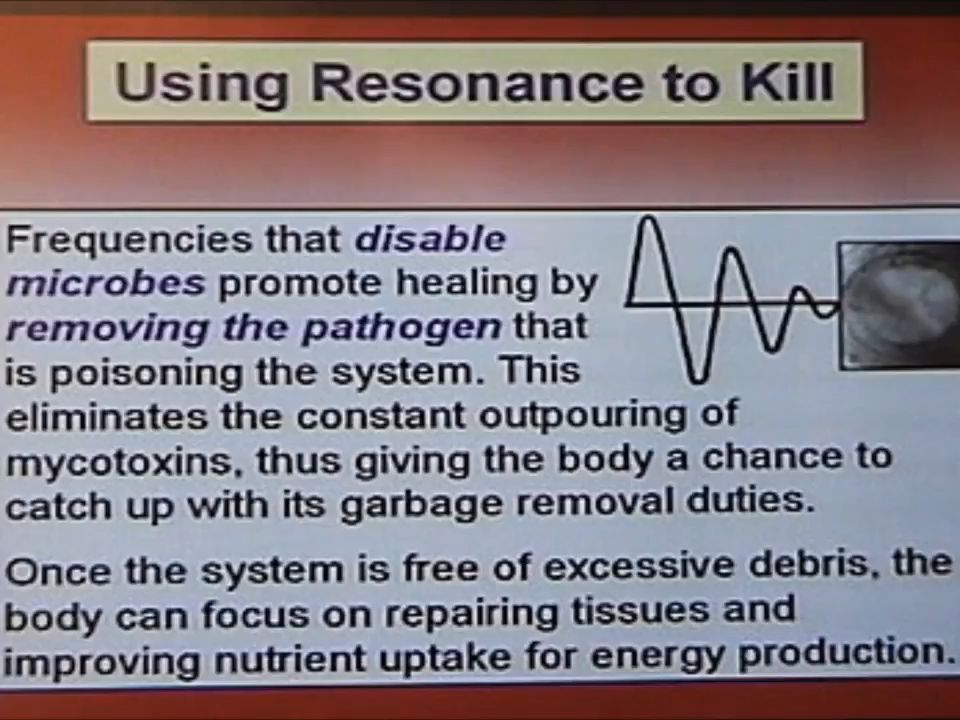 Using Resonance to Kill
Frequencies that disable
microbes promote healing by
removing the pathogen that
is poisoning the system. This
eliminates the constant outpouring of
mycotoxins, thus giving the body a chance to
catch up with its garbage removal duties.
Once the system is free of excessive debris, the
body can focus on repairing tissues and
improving nutrient uptake for energy production.